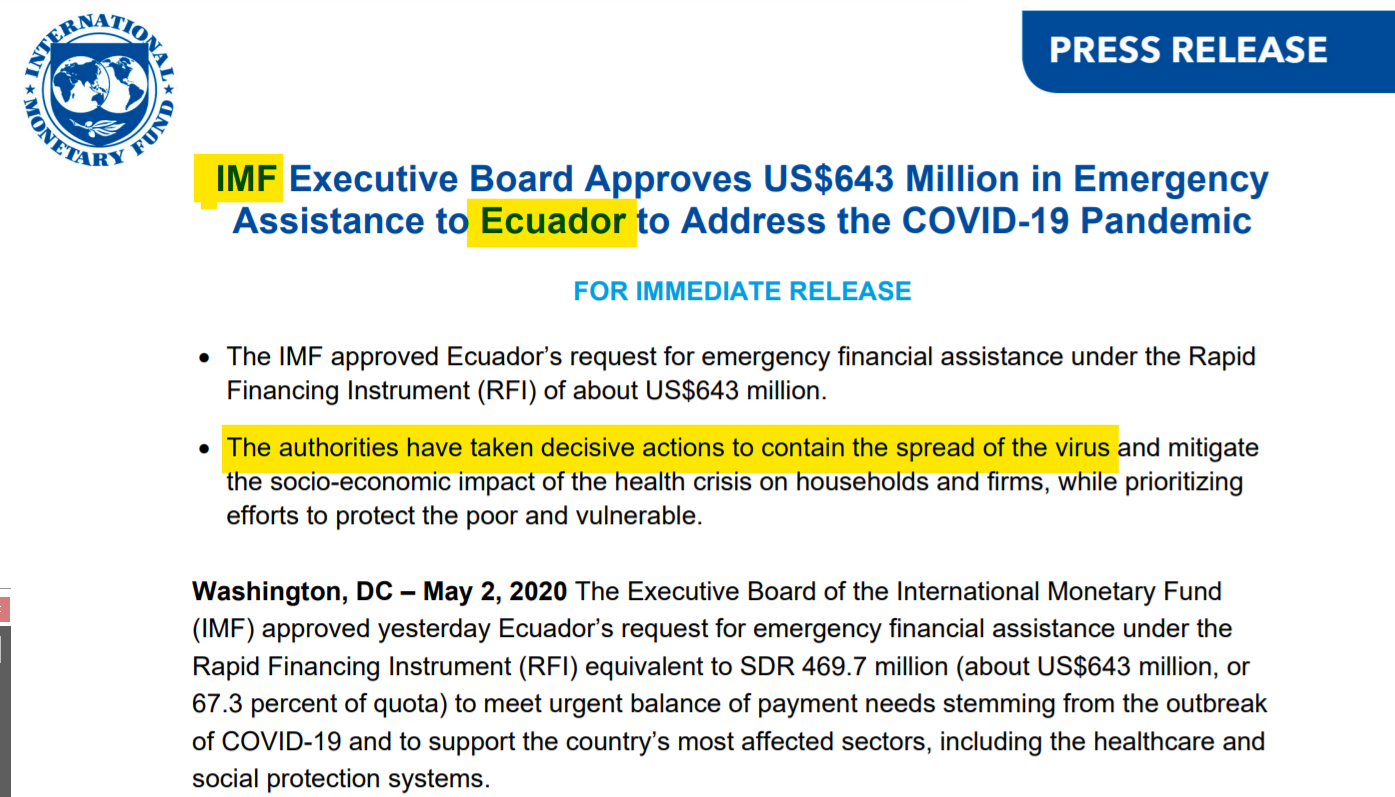 INTERNATIONAL MONETARY FUND
PRESS RELEASE
IMF Executive Board Approves US$643 Million in Emergency
Assistance to Ecuador to Address the COVID-19 Pandemic
FOR IMMEDIATE RELEASE
• The IMF approved Ecuador’s request for emergency financial assistance under the Rapid
Financing Instrument (RFI) of about US$643 million.
• The authorities have taken decisive actions to contain the spread of the virus and mitigate
the socio-economic impact of the health crisis on households and firms, while prioritizing
efforts to protect the poor and vulnerable.
Washington, DC – May 2, 2020 The Executive Board of the International Monetary Fund
(IMF) approved yesterday Ecuador’s request for emergency financial assistance under the
Rapid Financing Instrument (RFI) equivalent to SDR 469.7 million (about US$643 million, or
67.3 percent of quota) to meet urgent balance of payment needs stemming from the outbreak
of COVID-19 and to support the country’s most affected sectors, including the healthcare and
social protection systems.